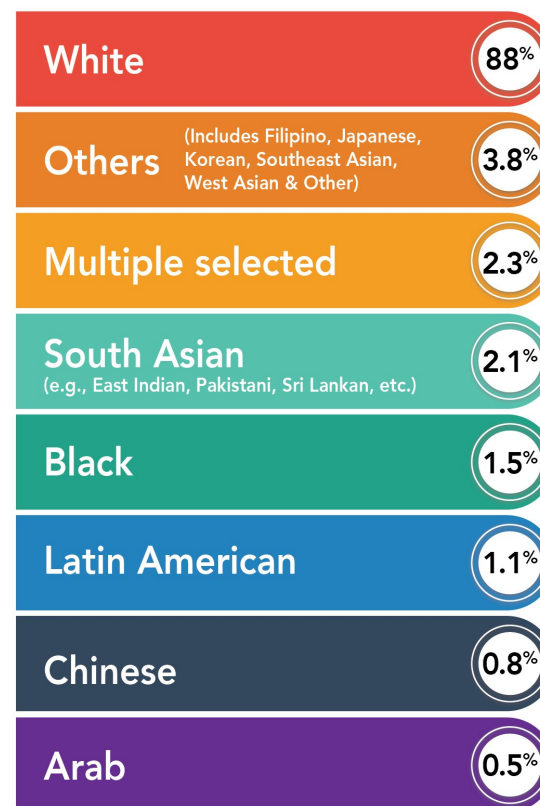 White
88%
Others
(Includes Filipino, Japanese,
Korean, Southeast Asian,
West Asian & Other)
3.8%
Multiple selected
2.3%
South Asian
(e.g., East Indian, Pakistani, Sri Lankan, etc.)
2.1%
Black
1.5%
Latin American
1.1%
Chinese
0.8%
Arab
0.5%